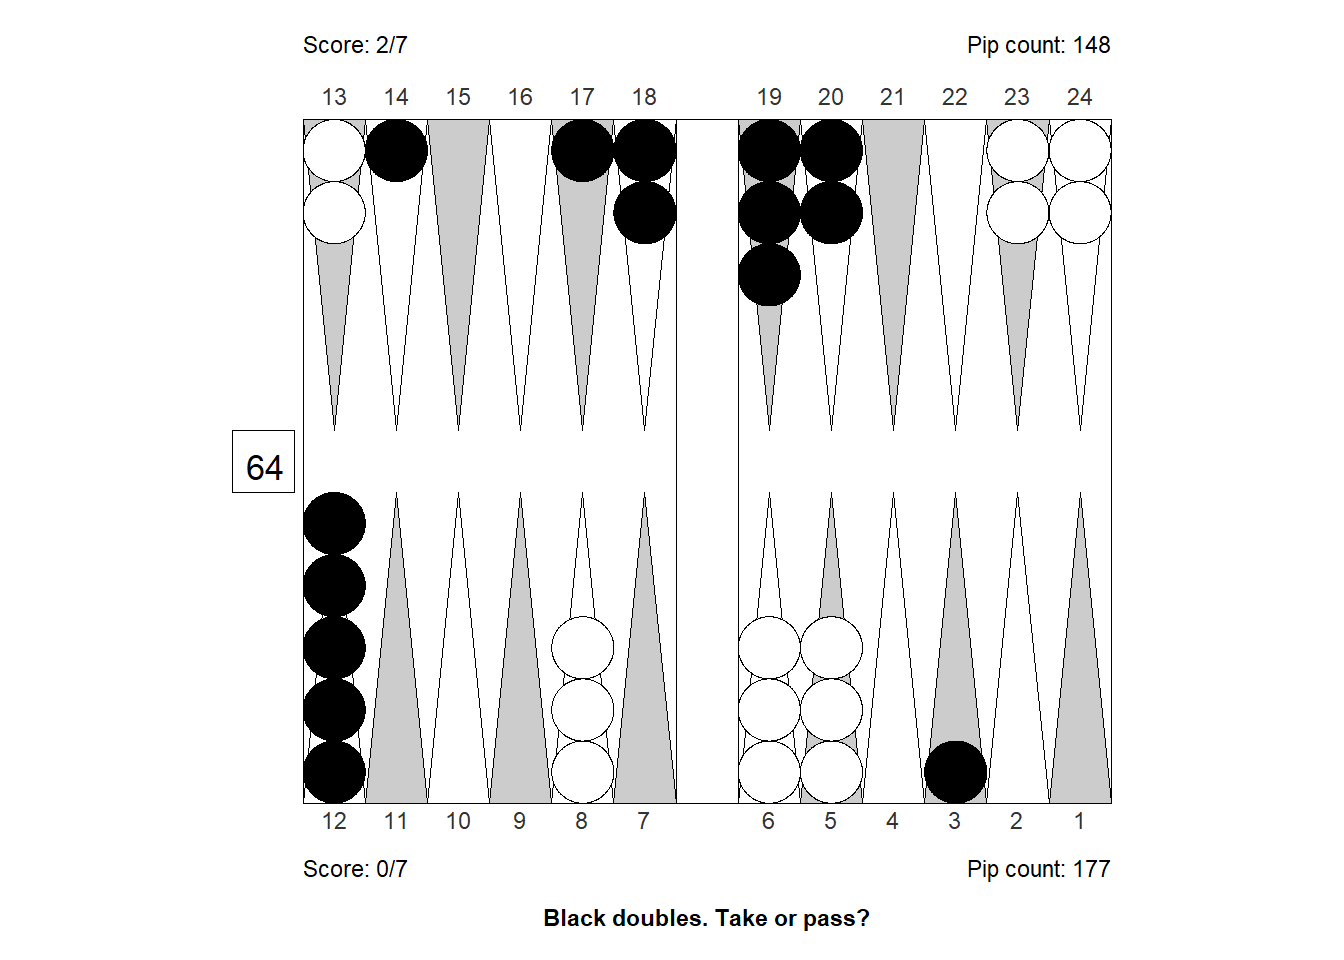 Score: 2/7 Pip count: 148
13 14 15 16 17 18 19 20 21 22 23 24
64
12 11 10 9 8 7 6 5 4 3 2 1
Score: 0/7 Pip count: 177
Black doubles. Take or pass?